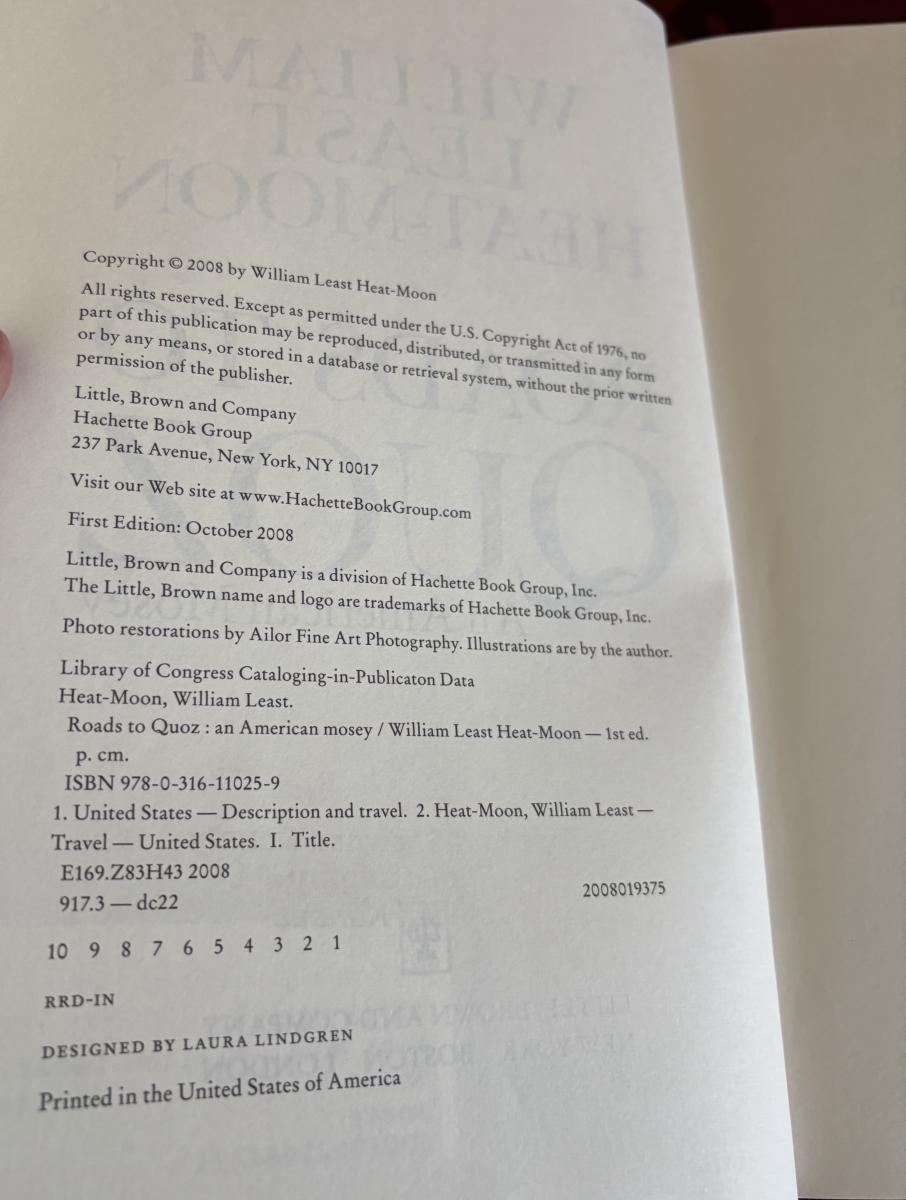 Copyright © 2008 by William Least Heat-Moon
All rights reserved. Except as permitted under the U.S. Copyright Act of 1976, no
part of this publication may be reproduced, distributed, or transmitted in any form
or by any means, or stored in a database or retrieval system, without the prior written
permission of the publisher.
Little, Brown and Company
Hachette Book Group
237 Park Avenue, New York, NY 10017
Visit our Web site at www.HachetteBookGroup.com
First Edition: October 2008
Little, Brown and Company is a division of Hachette Book Group, Inc.
The Little, Brown name and logo are trademarks of Hachette Book Group, Inc.
Photo restorations by Ailor Fine Art Photography. Illustrations are by the author.
Library of Congress Cataloging-in-Publicaton Data
Heat-Moon, William Least.
Roads to Quoz : an American mosey / William Least Heat-Moon — 1st ed.
p. cm.
ISBN 978-0-316-11025-9
1. United States — Description and travel. 2. Heat-Moon, William Least —
Travel — United States. I. Title.
E169.Z83H43 2008
917.3 — dc22
2008019375
10 9 8 7 6 5 4 3 2 1
RRD-IN
DESIGNED BY LAURA LINDGREN
Printed in the United States of America